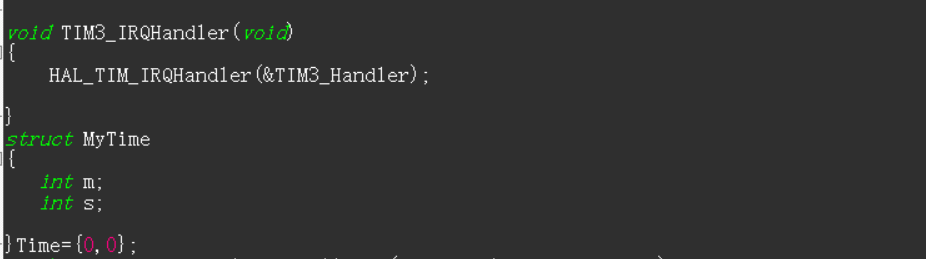 void TIM3_IRQHandler(void)
{
    HAL_TIM_IRQHandler(&TIM3_Handler);
}
struct MyTime
{
    int m;
    int s;
}Time={0,0};